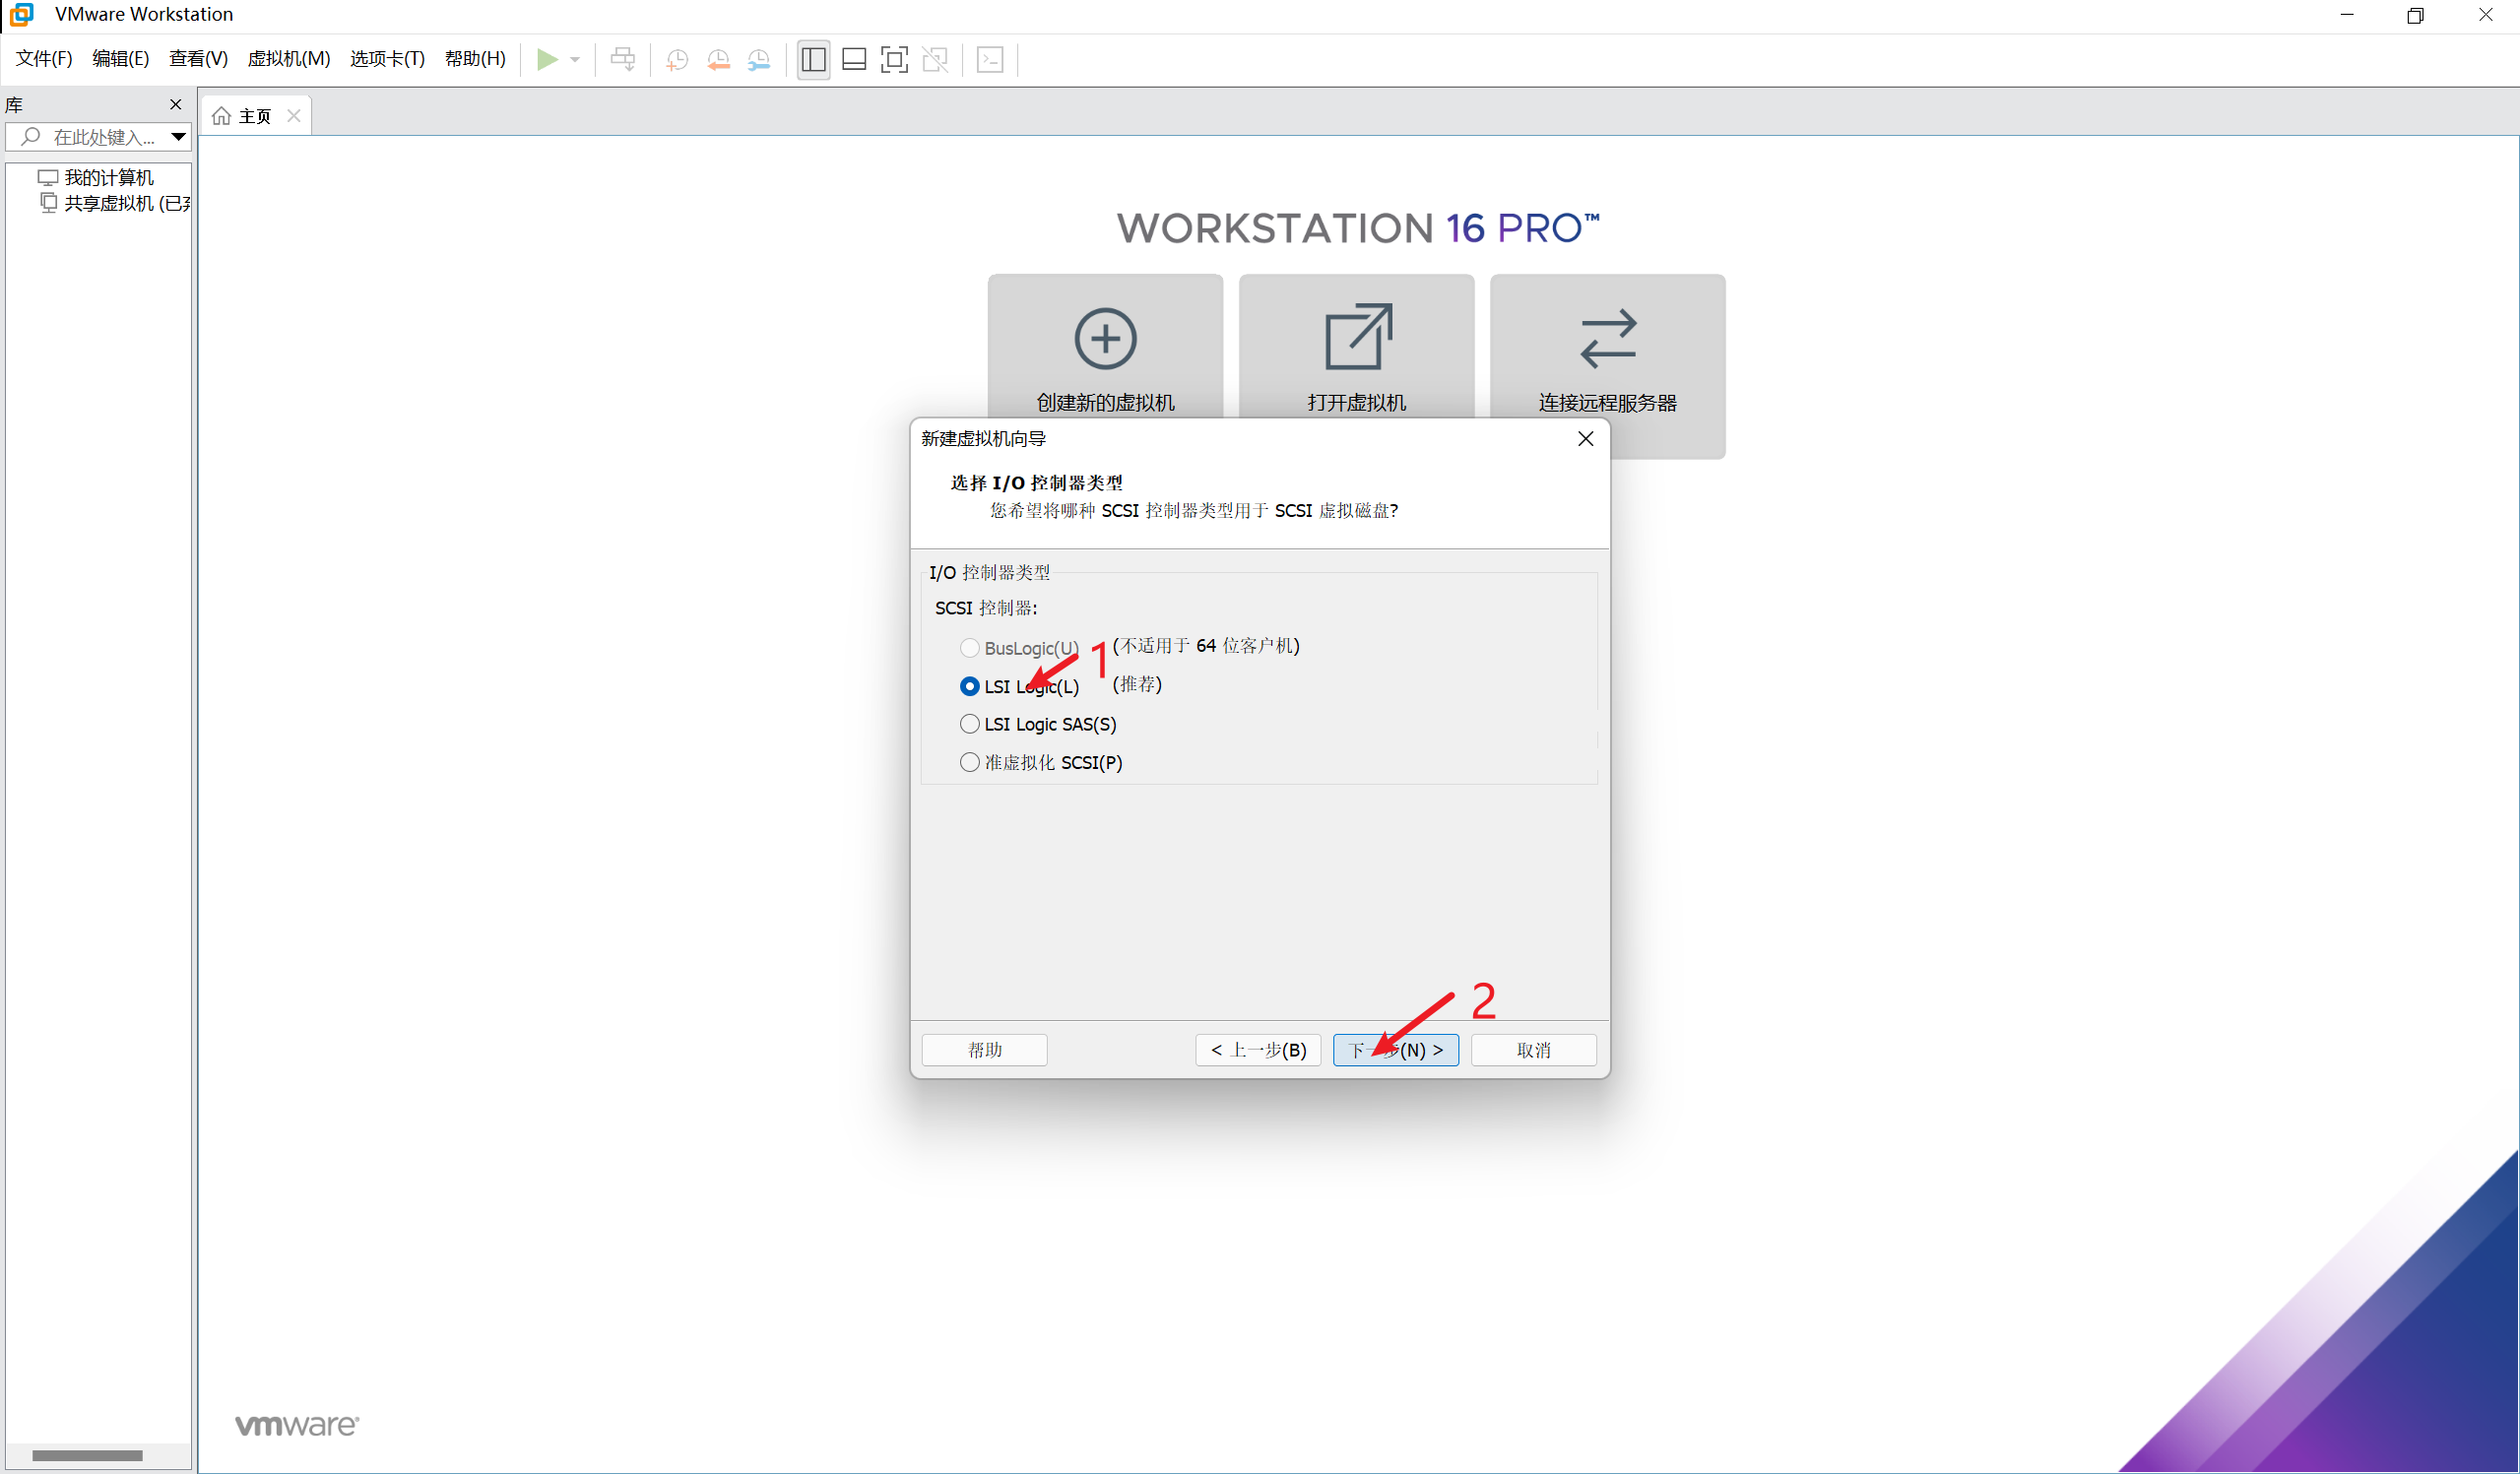 VMware Workstation
文件(F) 编辑(E) 查看(V) 虚拟机(M) 选项卡(T) 帮助(H)
库
在此处键入...
我的计算机
共享虚拟机 (已
主页
WORKSTATION 16 PRO™
创建新的虚拟机 打开虚拟机 连接远程服务器
新建虚拟机向导
选择 I/O 控制器类型
您希望将哪种 SCSI 控制器类型用于 SCSI 虚拟磁盘?
I/O 控制器类型
SCSI 控制器:
BusLogic(U) (不适用于 64 位客户机)
1
LSI Logic(L) (推荐)
LSI Logic SAS(S)
准虚拟化 SCSI(P)
2
帮助 < 上一步(B) 下一步(N) > 取消
vmware®